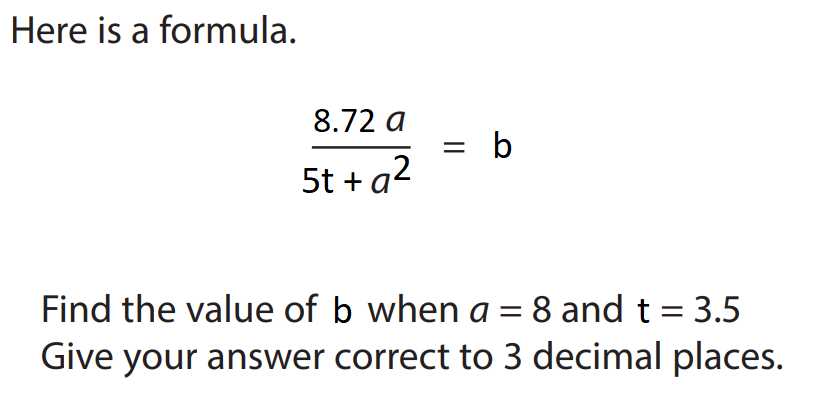 Here is a formula.
8.72 a
5t + a²
= b
Find the value of b when a = 8 and t = 3.5
Give your answer correct to 3 decimal places.